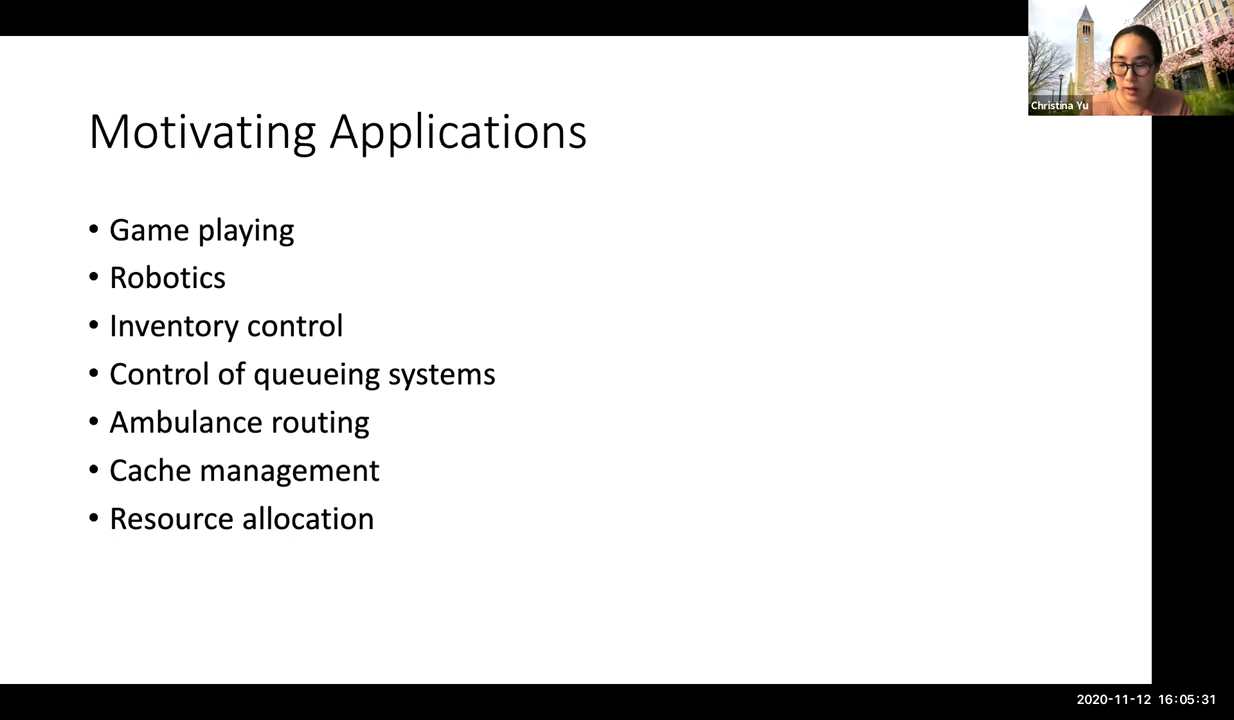 Christina Yu
Motivating Applications
• Game playing
• Robotics
• Inventory control
• Control of queueing systems
• Ambulance routing
• Cache management
• Resource allocation
2020-11-12 16:05:31